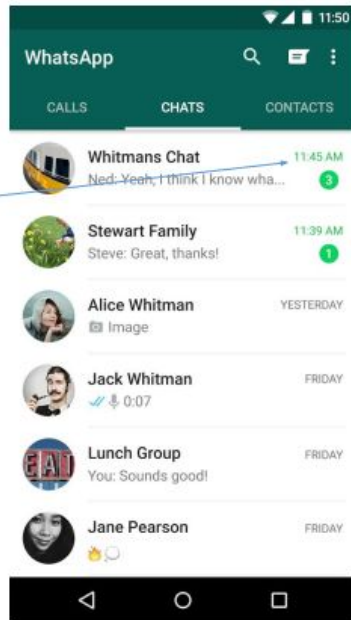 11:50
WhatsApp
CALLS CHATS CONTACTS
Whitmans Chat 11:45 AM
Ned: Yeah, I think I know wha... 3
Stewart Family 11:39 AM
Steve: Great, thanks! 1
Alice Whitman YESTERDAY
Image
Jack Whitman FRIDAY
0:07
Lunch Group FRIDAY
You: Sounds good!
EAT
Jane Pearson FRIDAY
🔥💭